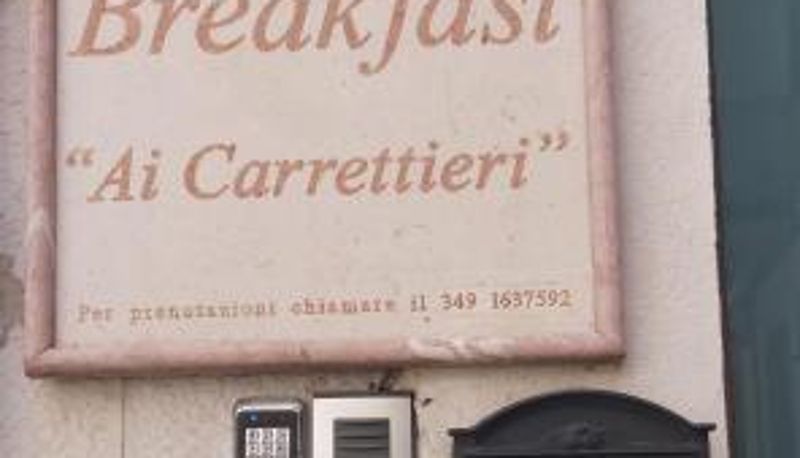 Breakfast
“Ai Carrettieri”
Per prenotazioni chiamare il 349 1637592